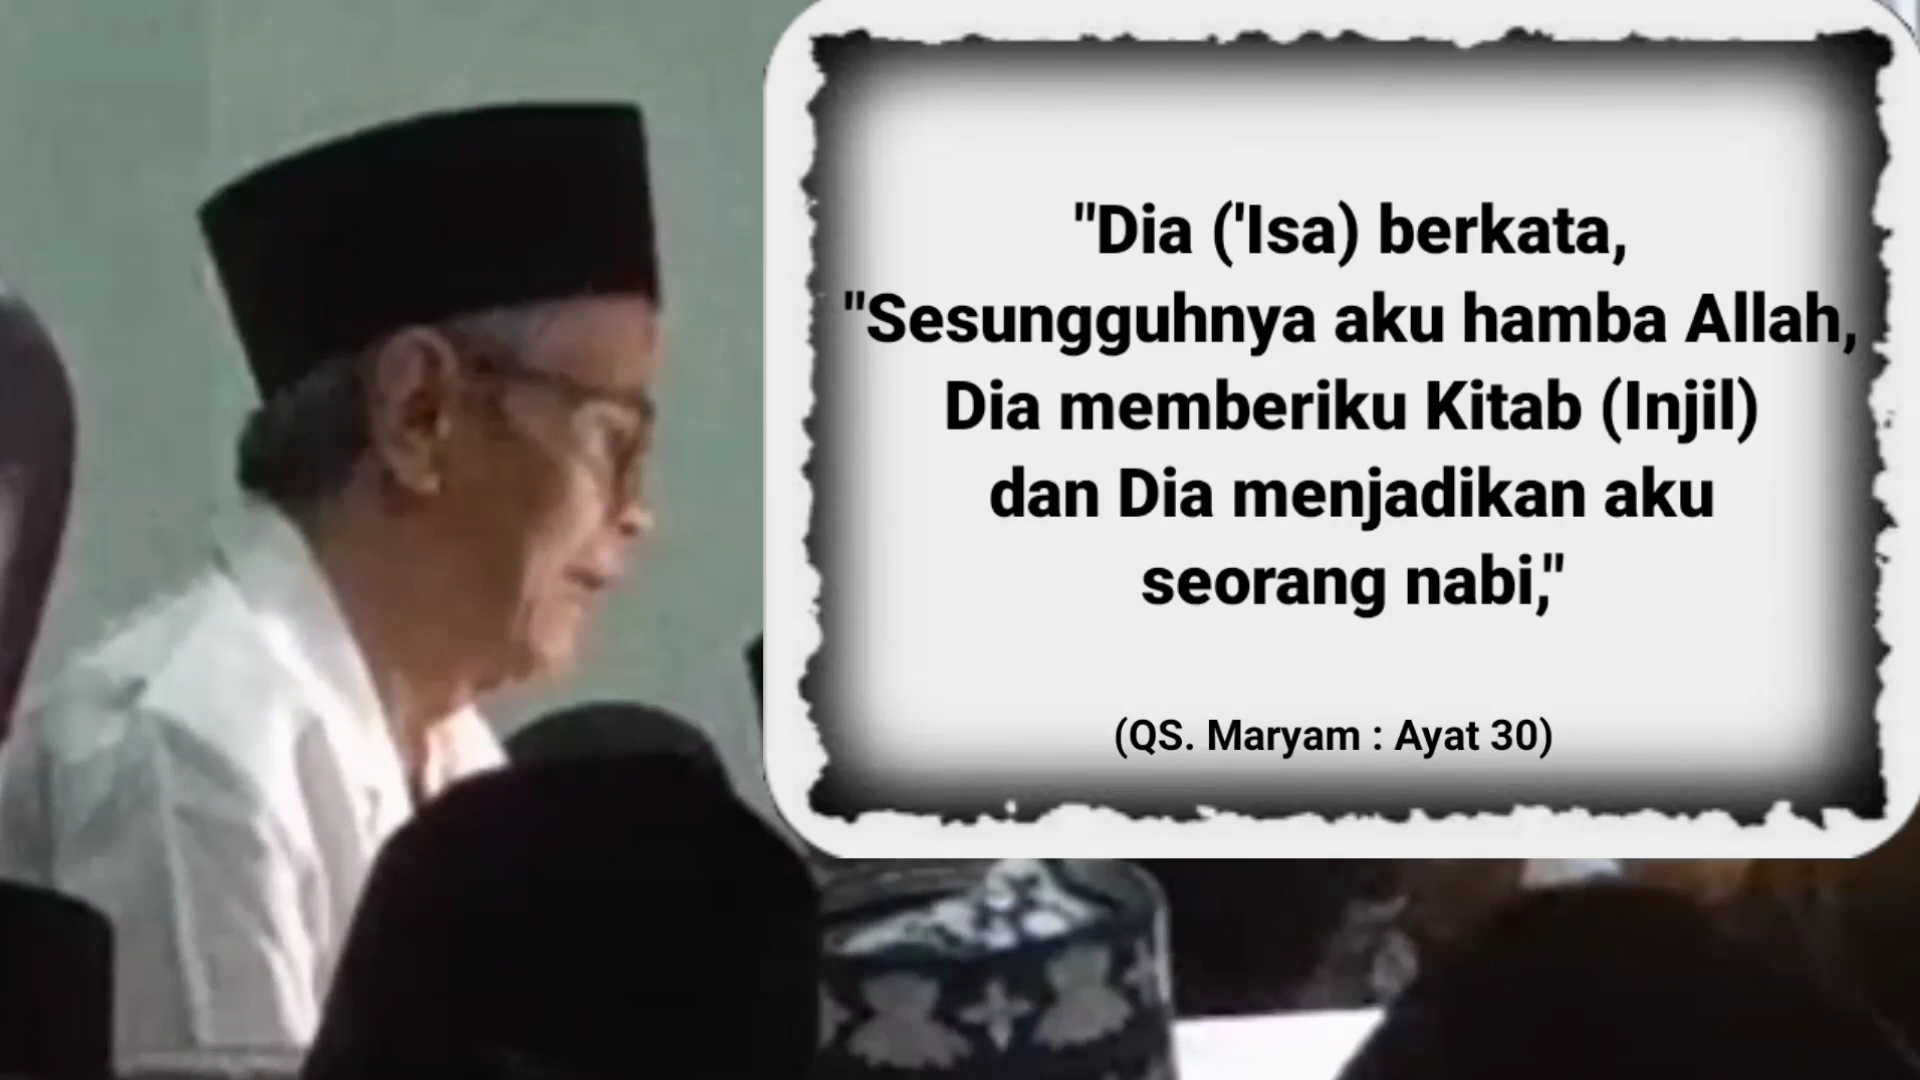 "Dia ('Isa) berkata,
"Sesungguhnya aku hamba Allah,
Dia memberiku Kitab (Injil)
dan Dia menjadikan aku
seorang nabi,"
(QS. Maryam : Ayat 30)